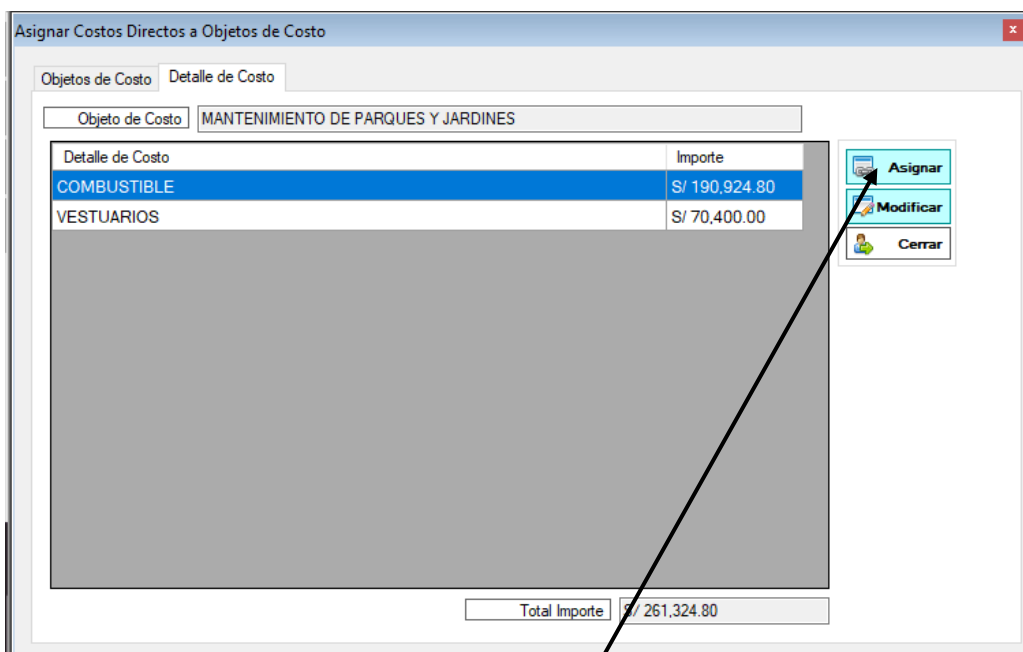 Asignar Costos Directos a Objetos de Costo
x
Objetos de Costo Detalle de Costo
Objeto de Costo MANTENIMIENTO DE PARQUES Y JARDINES
Detalle de Costo Importe
COMBUSTIBLE S/ 190,924.80
VESTUARIOS S/ 70,400.00
Asignar
Modificar
Cerrar
Total Importe S/ 261,324.80